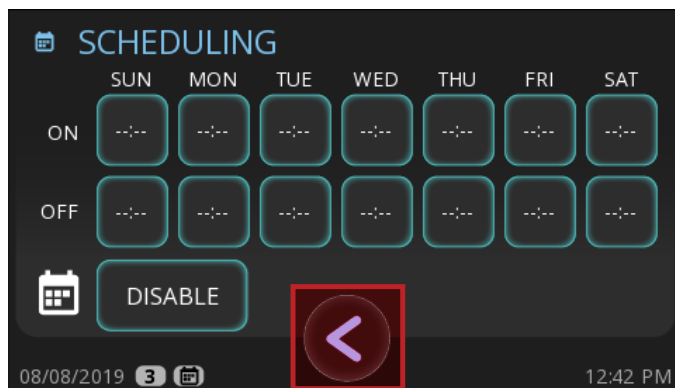 SCHEDULING
SUN MON TUE WED THU FRI SAT
ON --:-- --:-- --:-- --:-- --:-- --:-- --:--
OFF --:-- --:-- --:-- --:-- --:-- --:-- --:--
DISABLE
08/08/2019 3 12:42 PM